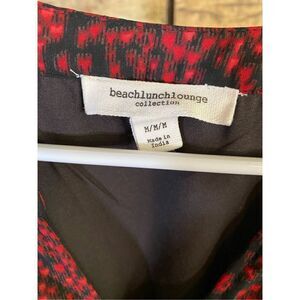 beachlunchlounge
collection
M/M/M
Made in
India